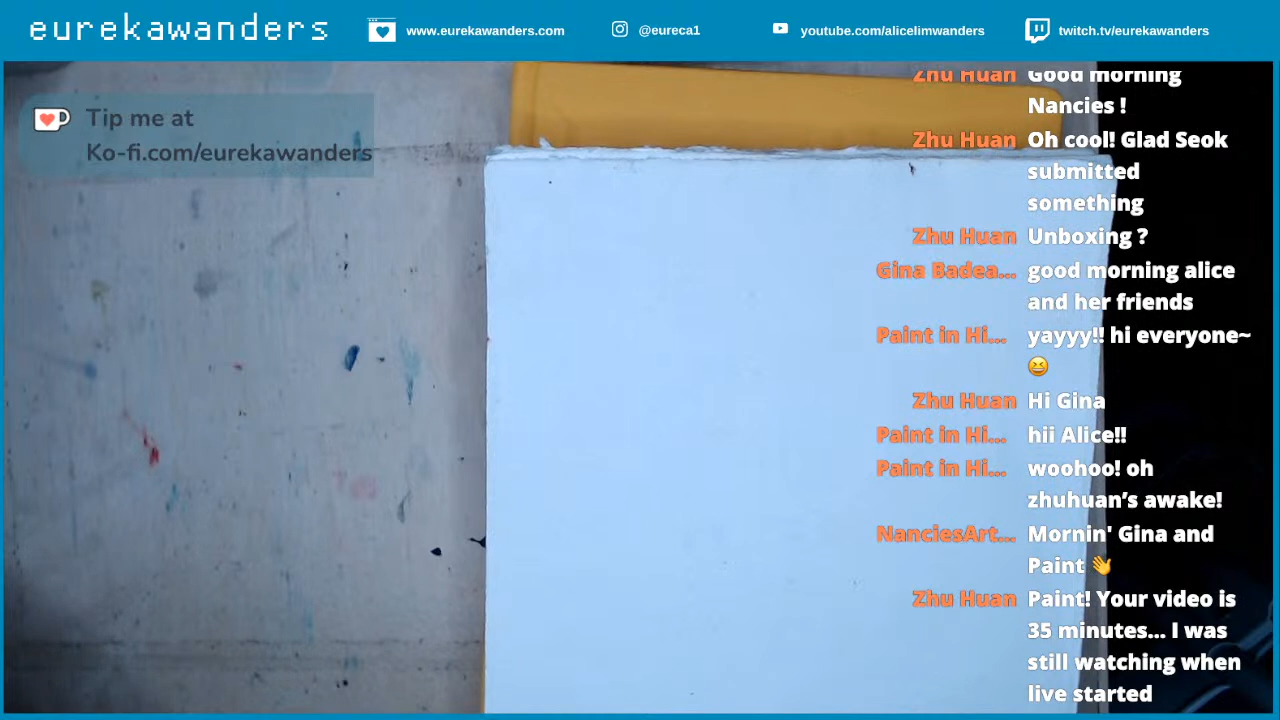 eurekawanders
www.eurekawanders.com
@eureca1
youtube.com/alicelimwanders
twitch.tv/eurekawanders
Tip me at
Ko-fi.com/eurekawanders
Zhu Huan Good morning
Nancies !
Zhu Huan Oh cool! Glad Seok
submitted
something
Zhu Huan Unboxing ?
Gina Badea... good morning alice
and her friends
Paint in Hi... yayyy!! hi everyone~
😆
Zhu Huan Hi Gina
Paint in Hi... hii Alice!!
Paint in Hi... woohoo! oh
zhuhuan’s awake!
NanciesArt... Mornin' Gina and
Paint 👋
Zhu Huan Paint! Your video is
35 minutes... I was
still watching when
live started